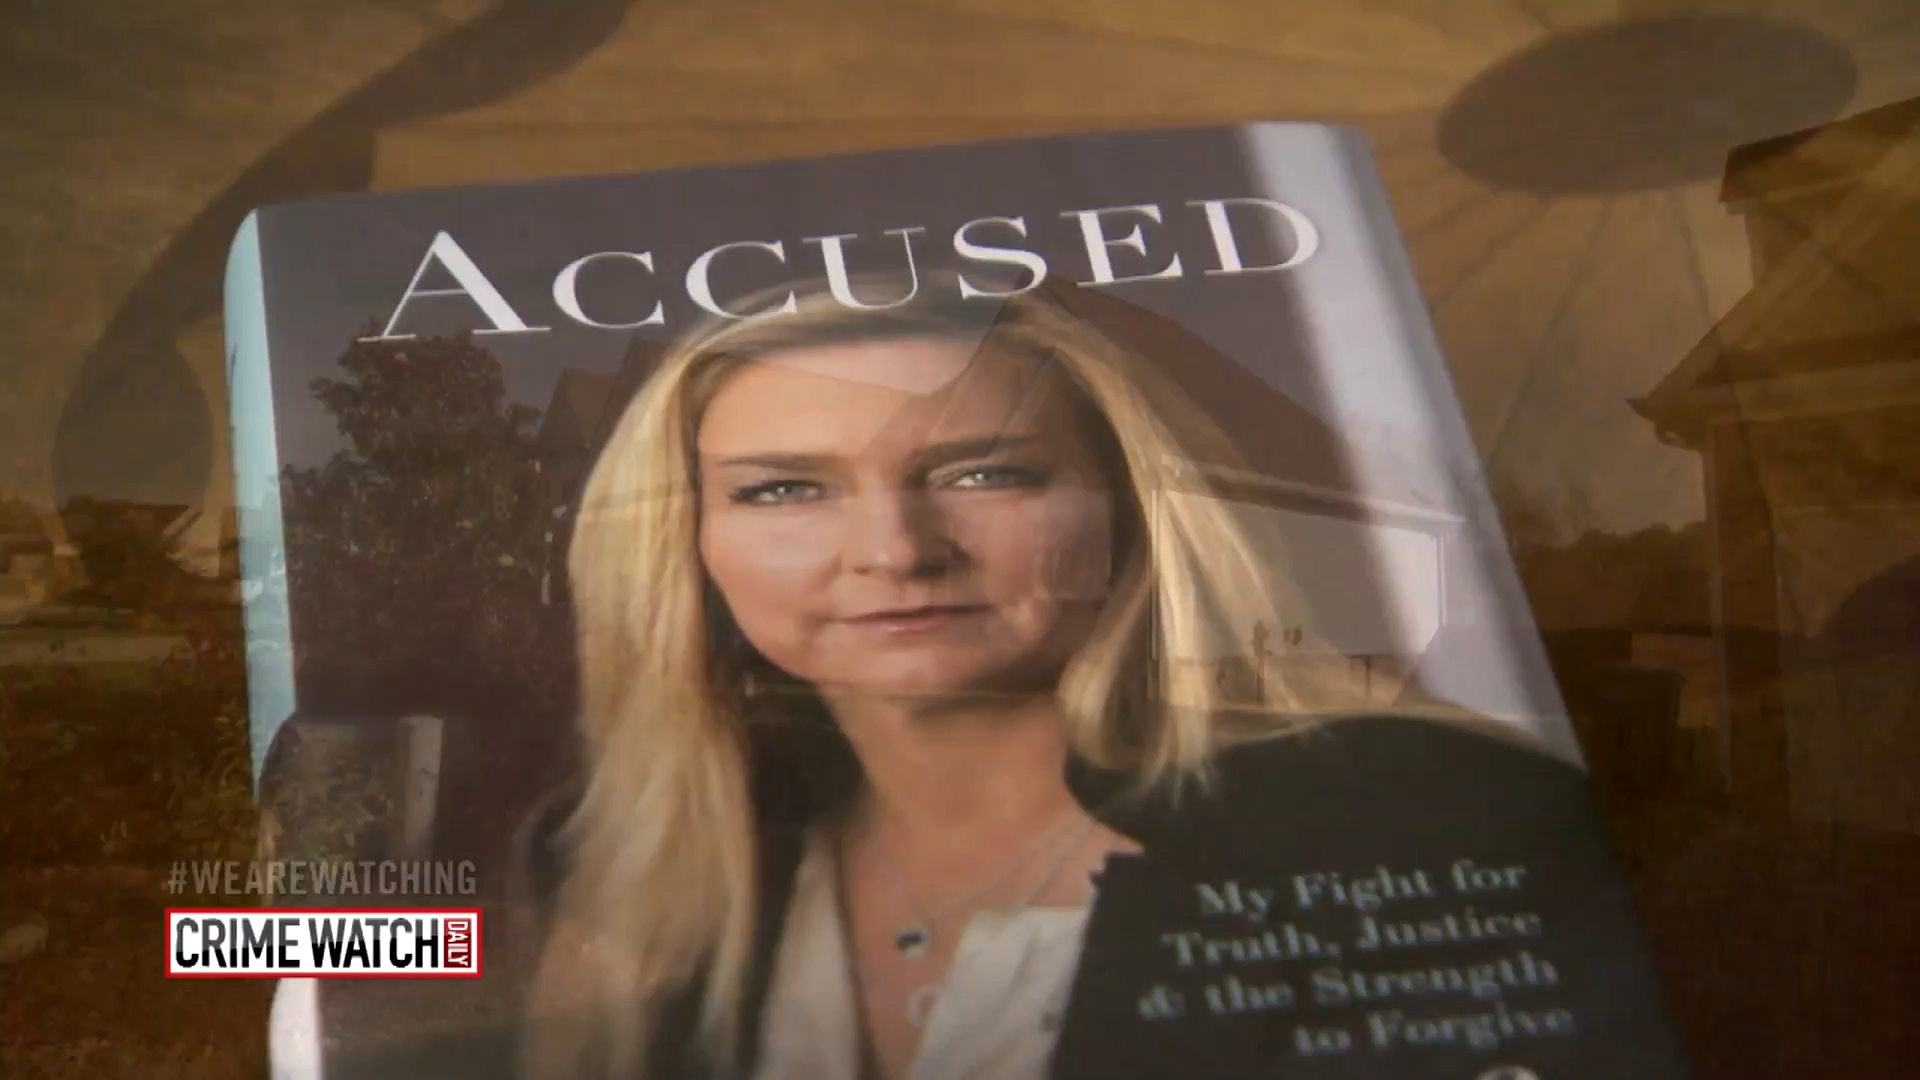 ACCUSED
My Fight for
Truth, Justice
& the Strength
to Forgive
#WEAREWATCHING
CRIME WATCH DAILY